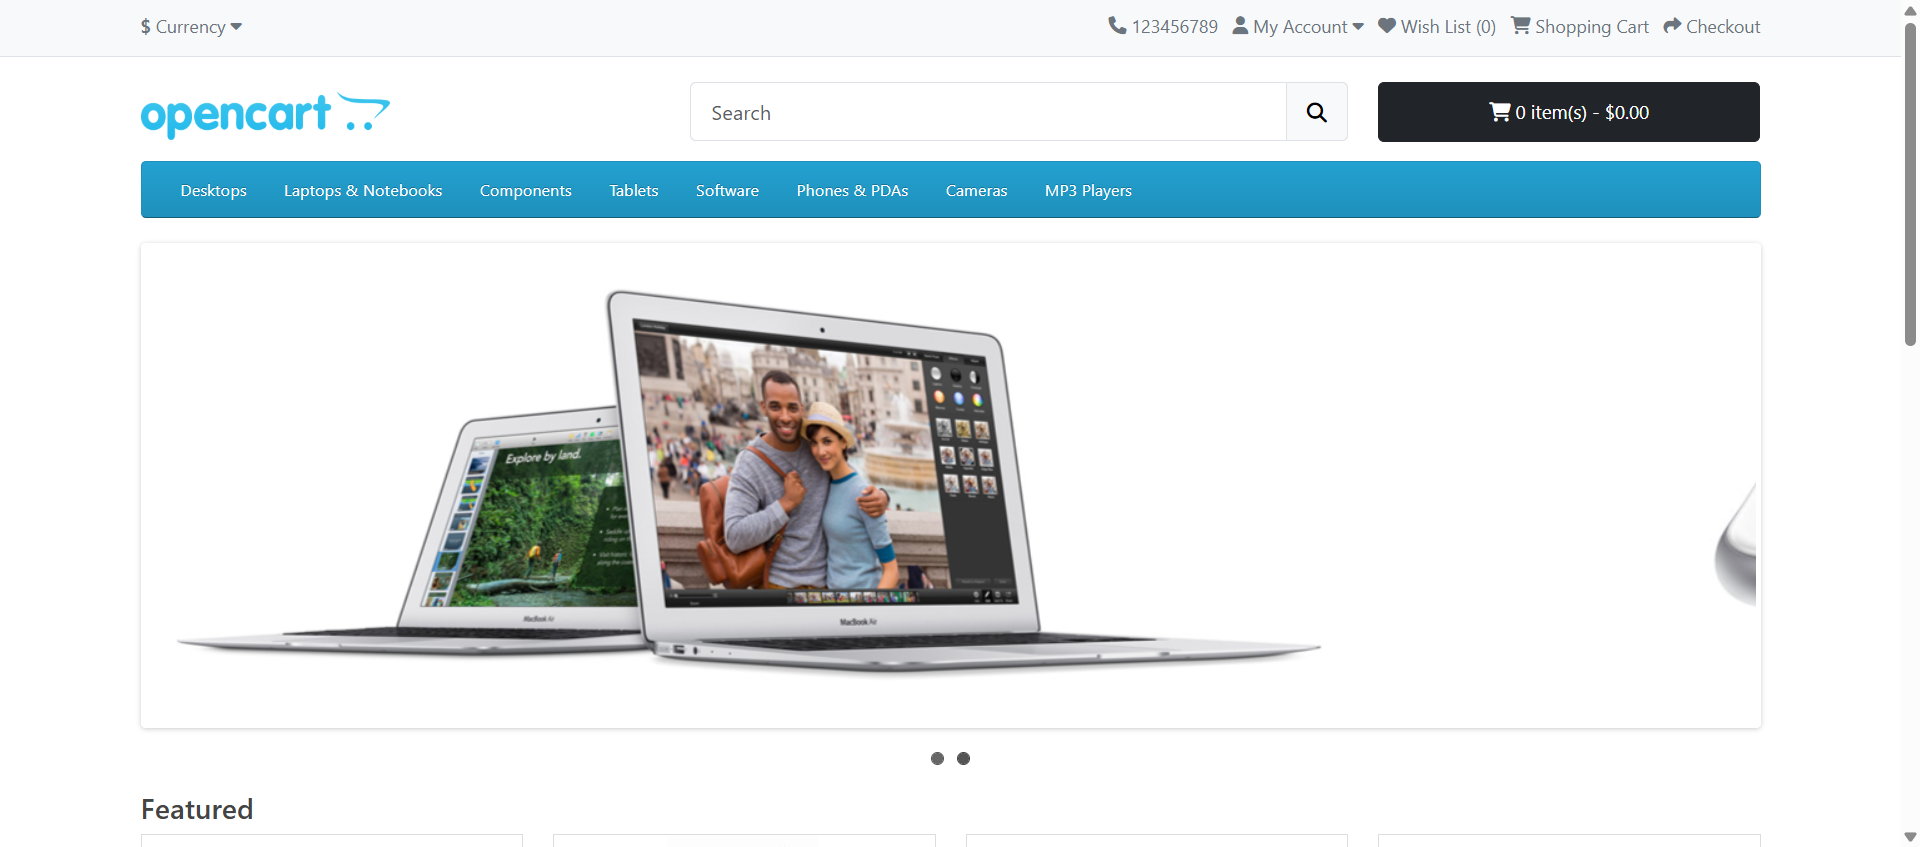 $ Currency
123456789 My Account Wish List (0) Shopping Cart Checkout
opencart
Search
0 item(s) - $0.00
Desktops Laptops & Notebooks Components Tablets Software Phones & PDAs Cameras MP3 Players
Explore by land.
MacBook Air
MacBook Air
Featured